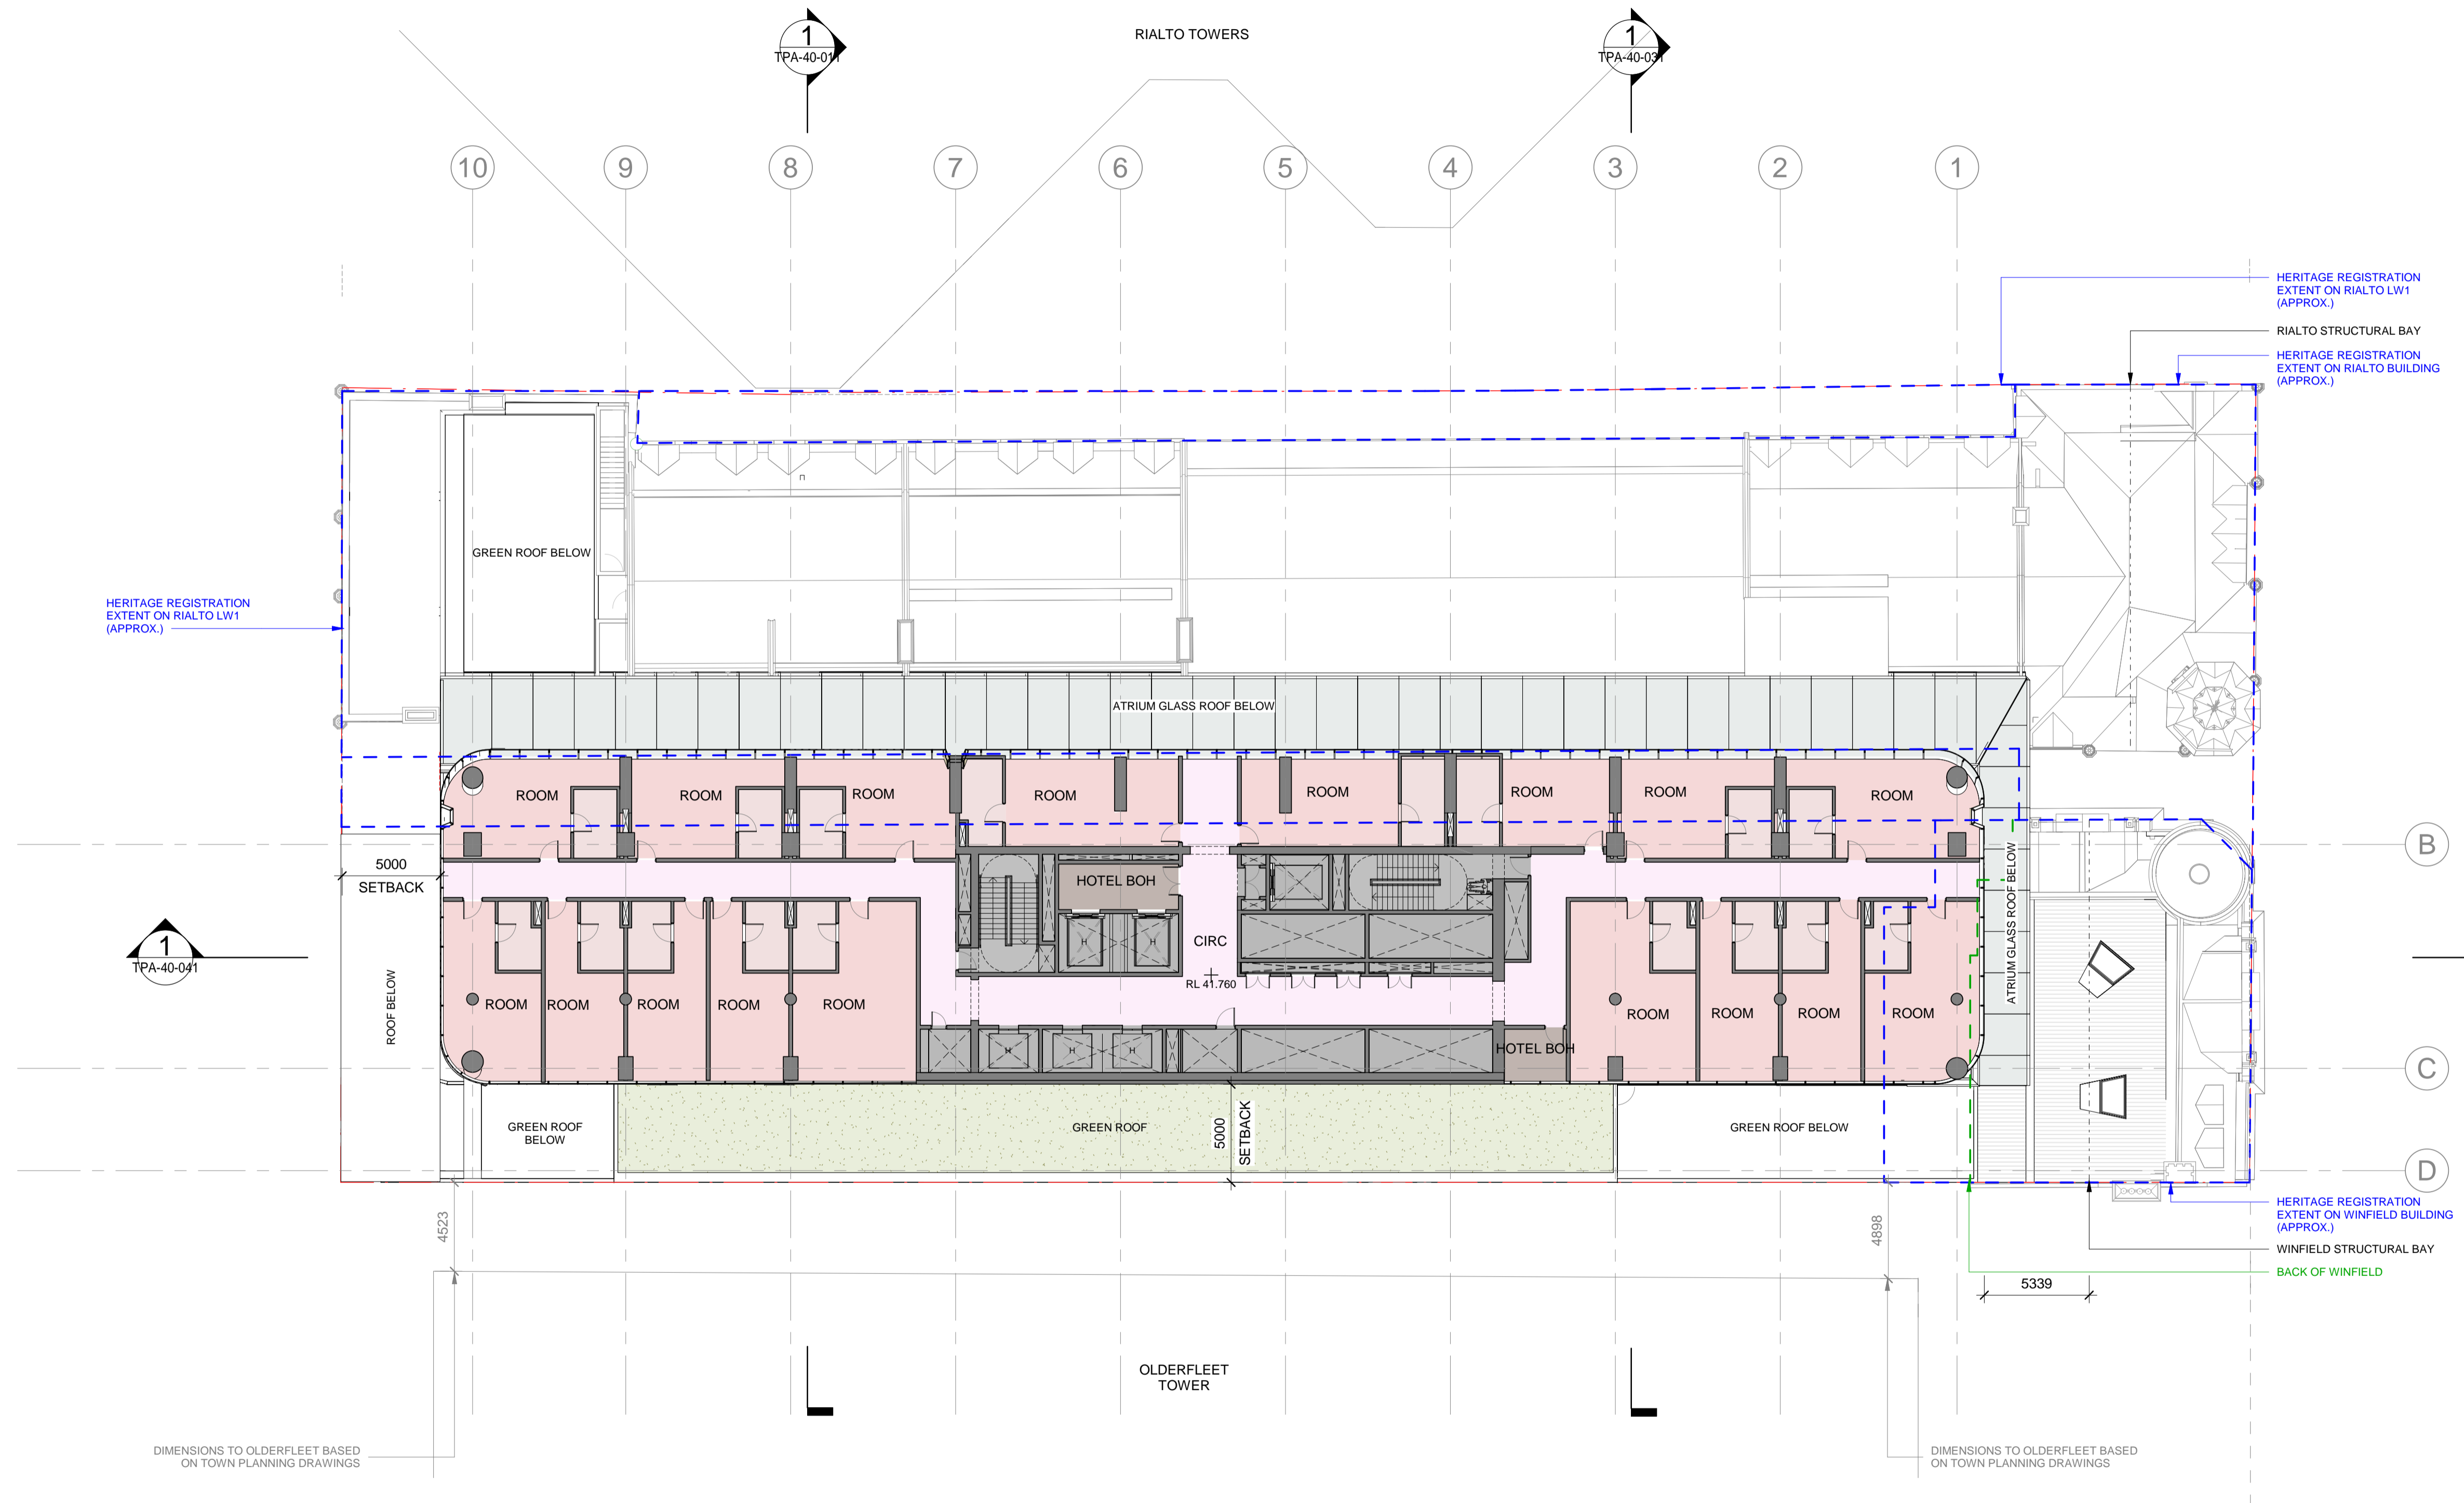 1
TPA-40-011
RIALTO TOWERS
1
TPA-40-031
10
9
8
7
6
5
4
3
2
1
HERITAGE REGISTRATION
EXTENT ON RIALTO LW1
(APPROX.)
RIALTO STRUCTURAL BAY
HERITAGE REGISTRATION
EXTENT ON RIALTO BUILDING
(APPROX.)
GREEN ROOF BELOW
HERITAGE REGISTRATION
EXTENT ON RIALTO LW1
(APPROX.)
ATRIUM GLASS ROOF BELOW
ROOM
ROOM
ROOM
ROOM
ROOM
ROOM
ROOM
ROOM
B
5000
SETBACK
HOTEL BOH
ATRIUM GLASS ROOF BELOW
1
TPA-40-041
H
H
CIRC
RL 41.760
ROOF BELOW
ROOM
ROOM
ROOM
ROOM
ROOM
ROOM
ROOM
ROOM
ROOM
H
H
H
HOTEL BOH
C
GREEN ROOF
BELOW
GREEN ROOF
5000
SETBACK
GREEN ROOF BELOW
D
4523
4898
HERITAGE REGISTRATION
EXTENT ON WINFIELD BUILDING
(APPROX.)
WINFIELD STRUCTURAL BAY
BACK OF WINFIELD
5339
OLDERFLEET
TOWER
DIMENSIONS TO OLDERFLEET BASED
ON TOWN PLANNING DRAWINGS
DIMENSIONS TO OLDERFLEET BASED
ON TOWN PLANNING DRAWINGS